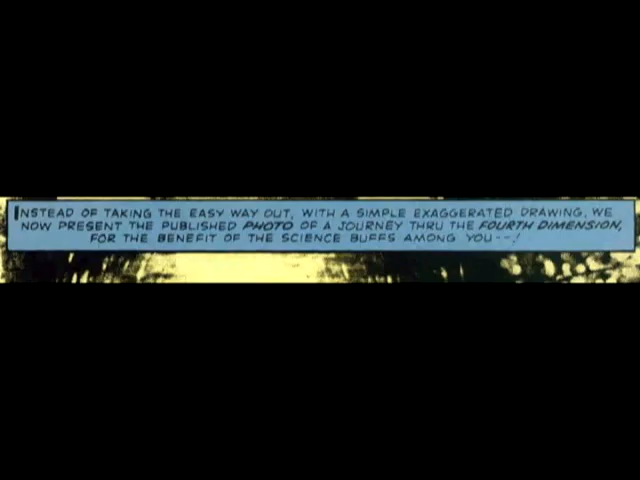 INSTEAD OF TAKING THE EASY WAY OUT, WITH A SIMPLE EXAGGERATED DRAWING, WE
NOW PRESENT THE PUBLISHED PHOTO OF A JOURNEY THRU THE FOURTH DIMENSION,
FOR THE BENEFIT OF THE SCIENCE BUFFS AMONG YOU--!